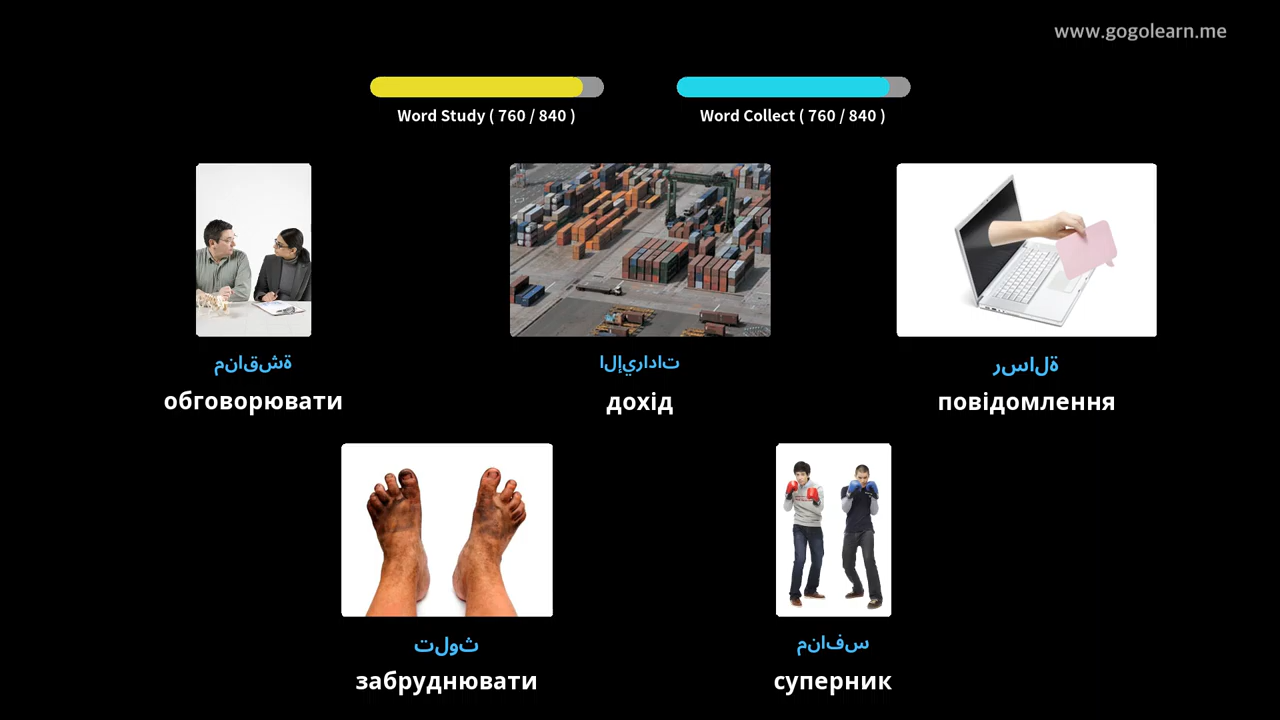 www.gogolearn.me
Word Study ( 760 / 840 )
Word Collect ( 760 / 840 )
مناقشة
обговорювати
الإيرادات
дохід
رسالة
повідомлення
تلوث
забруднювати
منافس
суперник